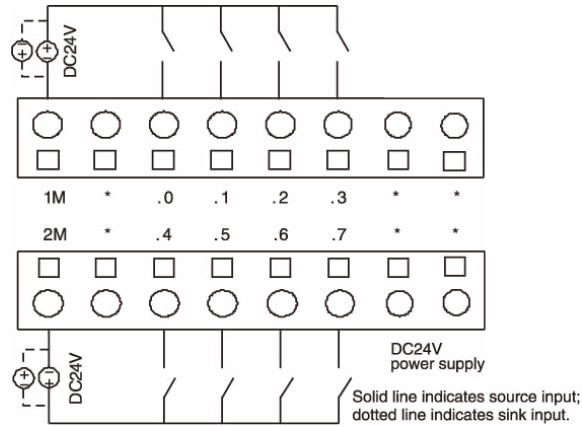 DC24V
1M * .0 .1 .2 .3 * *
2M * .4 .5 .6 .7 * *
DC24V
DC24V
power supply
Solid line indicates source input;
dotted line indicates sink input.